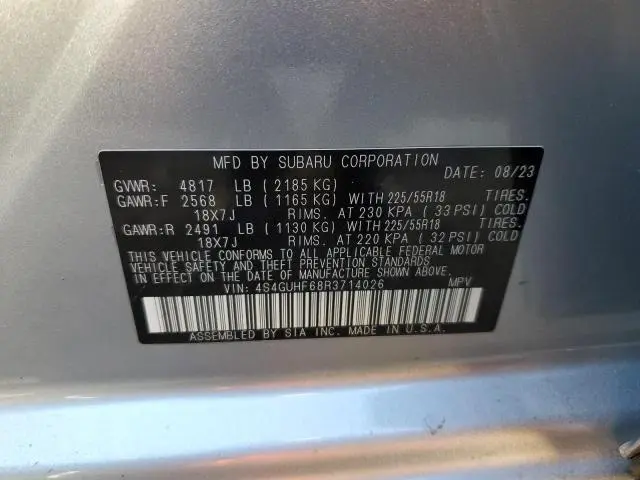 MFD BY SUBARU CORPORATION DATE: 08/23
GVWR: 4817 LB (2185 KG)
GAWR:F 2568 LB (1165 KG) WITH 225/55R18 TIRES.
18X7J RIMS. AT 230 KPA (33 PSI) COLD
GAWR:R 2491 LB (1130 KG) WITH 225/55R18 TIRES.
18X7J RIMS. AT 220 KPA (32 PSI) COLD
THIS VEHICLE CONFORMS TO ALL APPLICABLE FEDERAL MOTOR
VEHICLE SAFETY AND THEFT PREVENTION STANDARDS
IN EFFECT ON THE DATE OF MANUFACTURE SHOWN ABOVE.
VIN: 4S4GUHF68R3714026 MPV
ASSEMBLED BY SIA INC. MADE IN U.S.A.